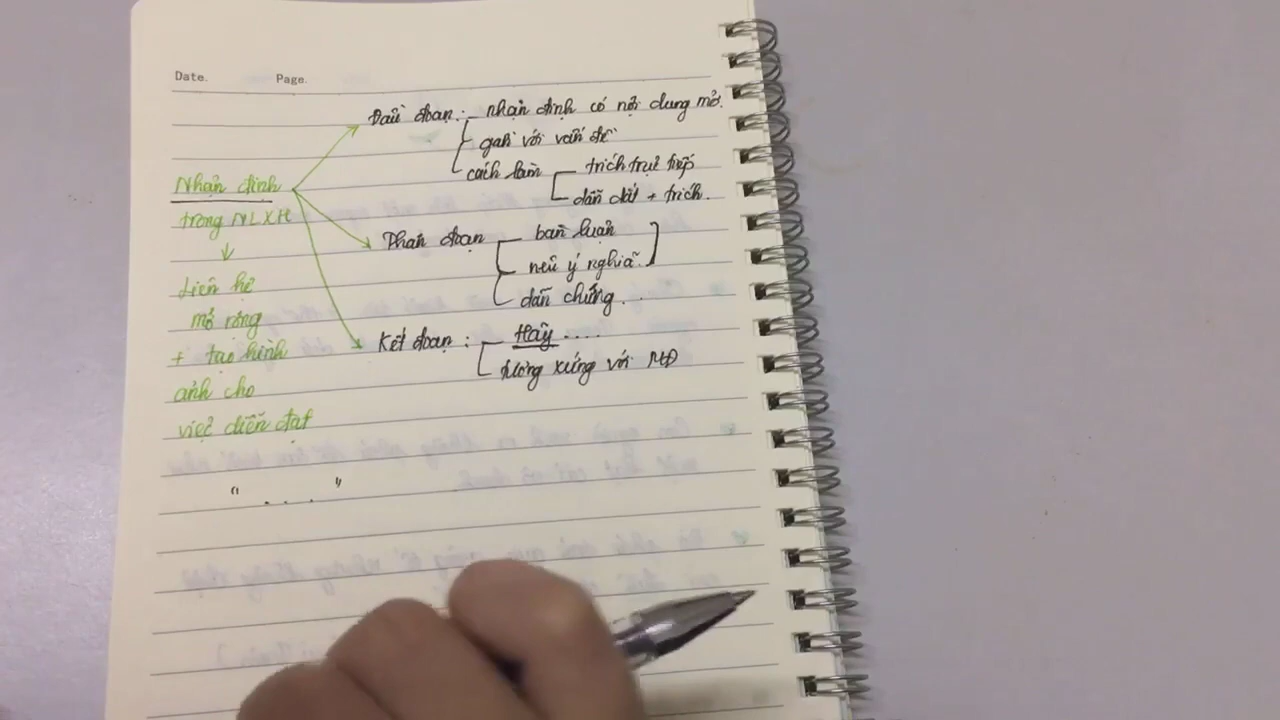 Date. Page.
Đầu đoạn: nhận định có nội dung mở.
gần với vấn đề
cách làm
trích trực tiếp
dẫn dắt + trích.
Nhận định
trong NLXH
Liên hệ
mở rộng
+ tạo hình
ảnh cho
việc diễn đạt
" . . . "
Thân đoạn
bàn luận
nêu ý nghĩa
dẫn chứng.
Kết đoạn:
Hãy ....
tương xứng với MĐ